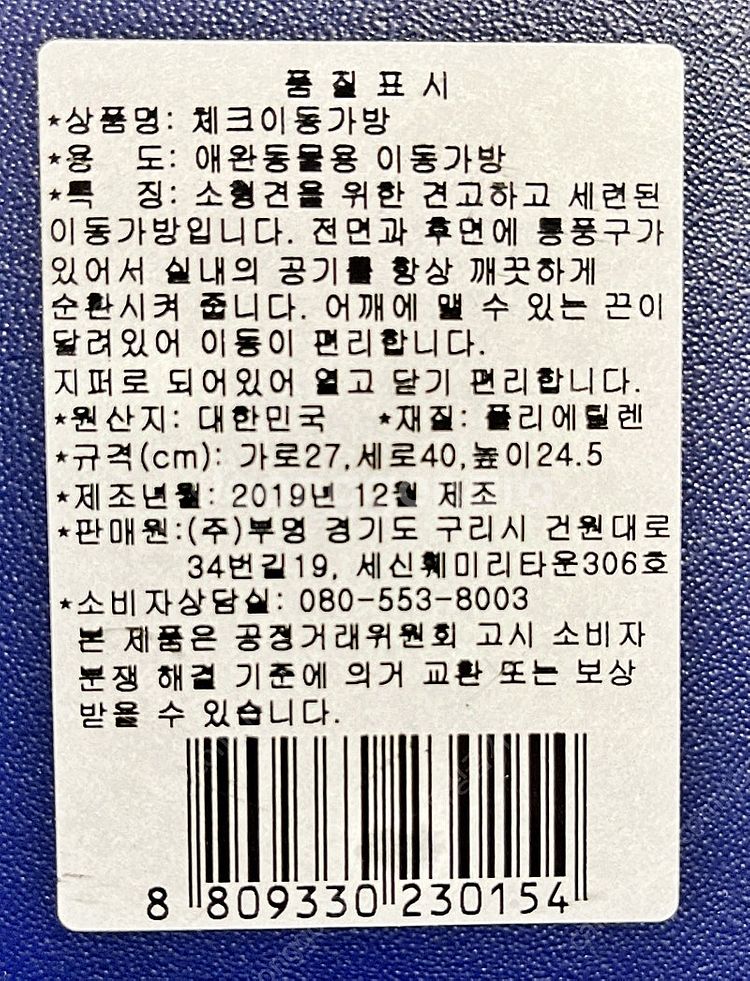 품 질 표 시
*상품명: 체크이동가방
*용 도: 애완동물용 이동가방
*특 징: 소형견을 위한 견고하고 세련된
이동가방입니다. 전면과 후면에 통풍구가
있어서 실내의 공기를 항상 깨끗하게
순환시켜 줍니다. 어깨에 맬 수 있는 끈이
달려있어 이동이 편리합니다.
지퍼로 되어있어 열고 닫기 편리합니다.
*원산지: 대한민국 *재질: 폴리에틸렌
*규격(cm): 가로27,세로40,높이24.5
*제조년월: 2019년 12월 제조
*판매원:(주)부명 경기도 구리시 건원대로
34번길19, 세신훼미리타운306호
*소비자상담실: 080-553-8003
본 제품은 공정거래위원회 고시 소비자
분쟁 해결 기준에 의거 교환 또는 보상
받을 수 있습니다.
8 809330 230154